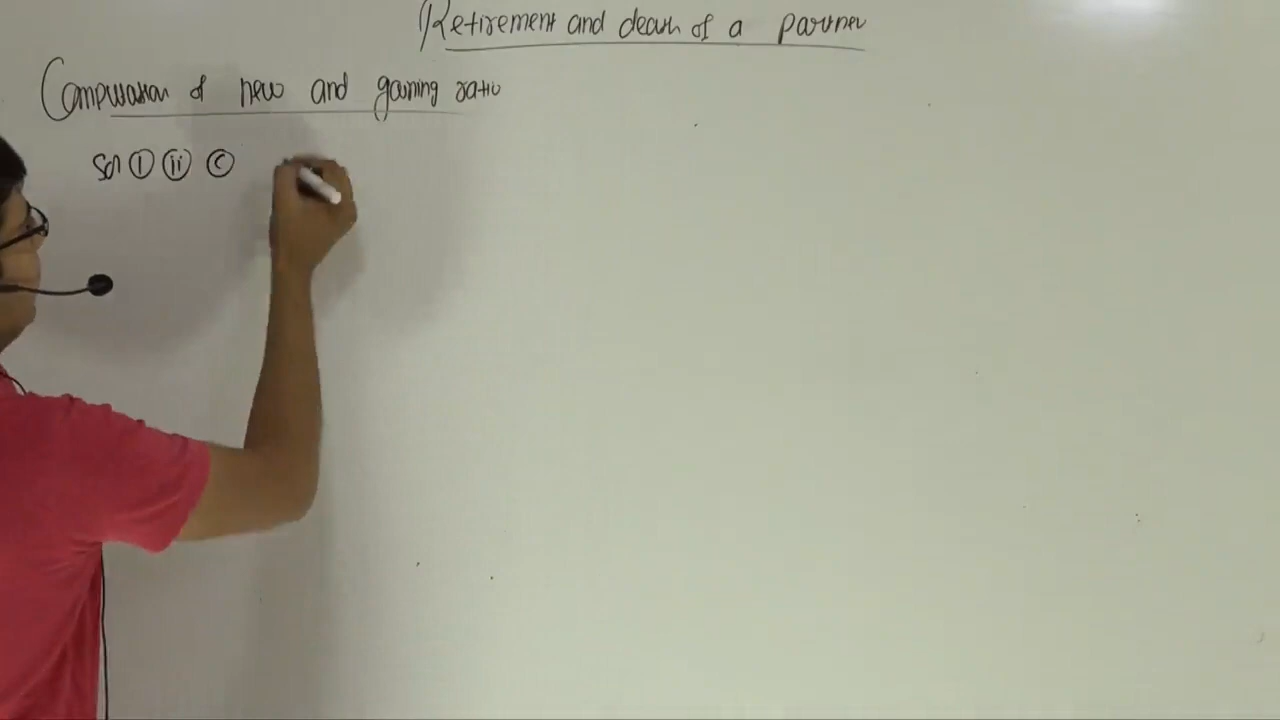 Retirement and death of a partner
Computation of new and gaining ratio
Sol (i) (ii) (c)